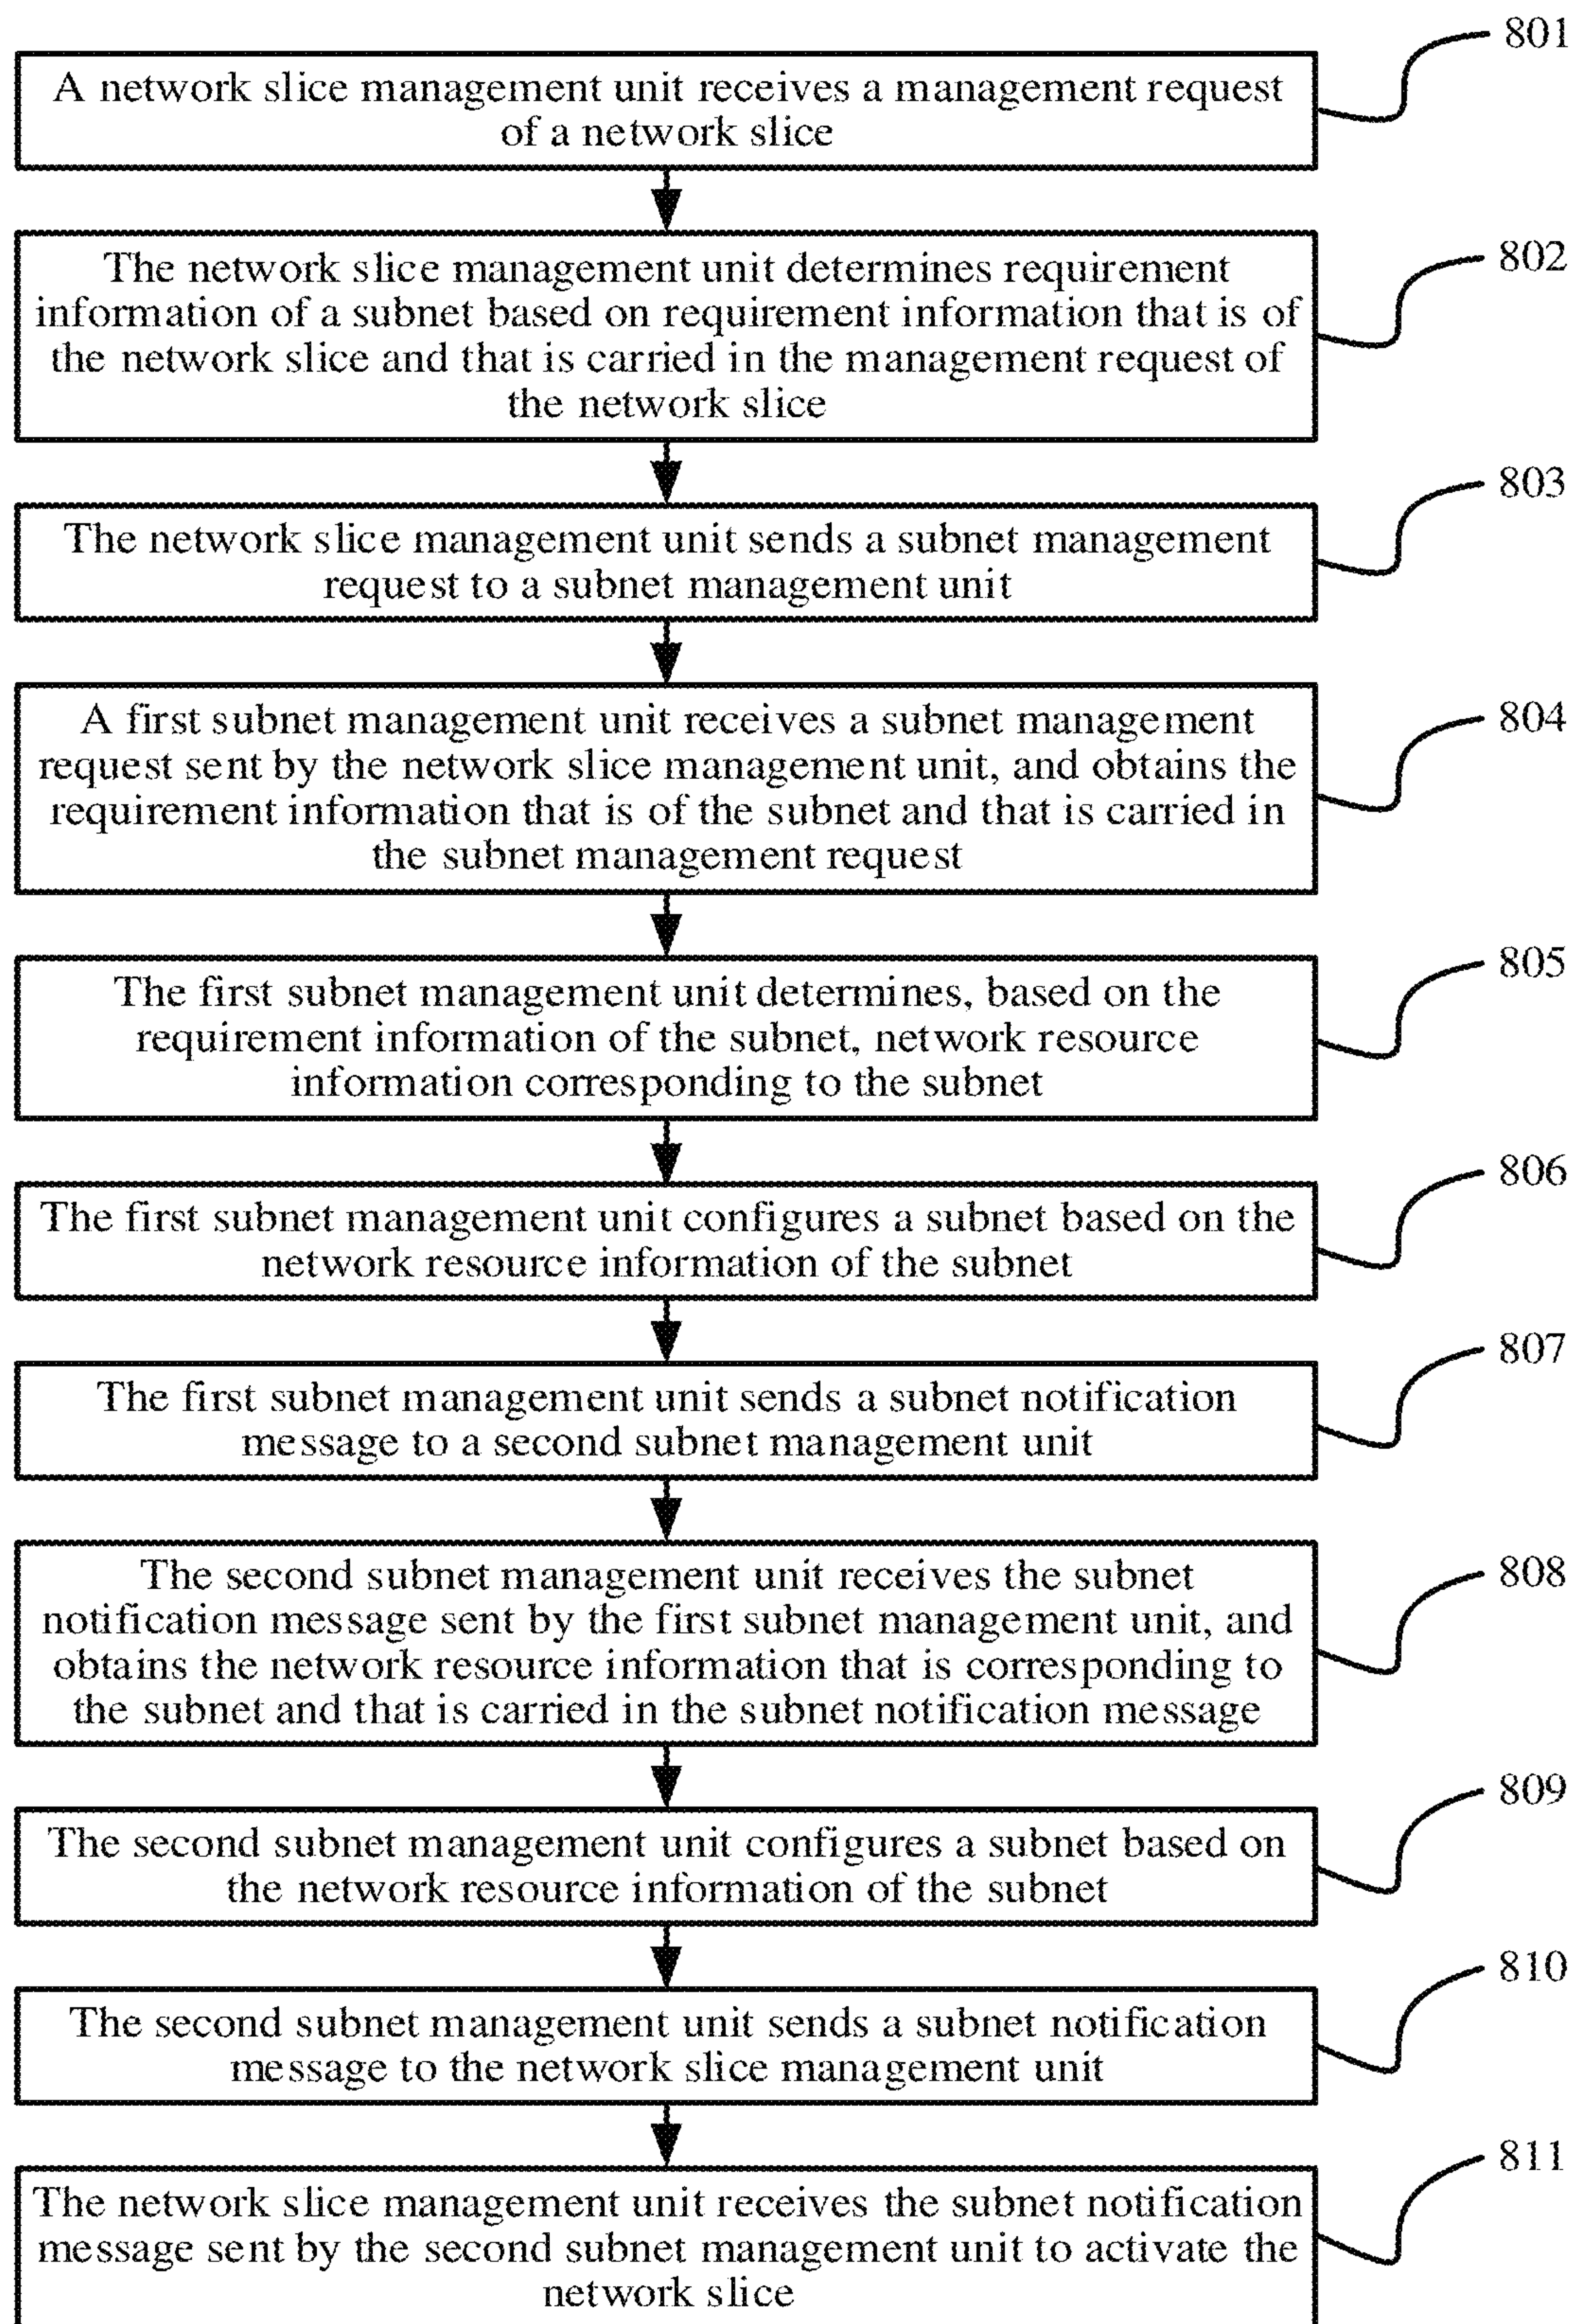 801
A network slice management unit receives a management request
of a network slice
802
The network slice management unit determines requirement
information of a subnet based on requirement information that is of
the network slice and that is carried in the management request of
the network slice
803
The network slice management unit sends a subnet management
request to a subnet management unit
804
A first subnet management unit receives a subnet management
request sent by the network slice management unit, and obtains the
requirement information that is of the subnet and that is carried in
the subnet management request
805
The first subnet management unit determines, based on the
requirement information of the subnet, network resource
information corresponding to the subnet
806
The first subnet management unit configures a subnet based on the
network resource information of the subnet
807
The first subnet management unit sends a subnet notification
message to a second subnet management unit
808
The second subnet management unit receives the subnet
notification message sent by the first subnet management unit, and
obtains the network resource information that is corresponding to
the subnet and that is carried in the subnet notification message
809
The second subnet management unit configures a subnet based on
the network resource information of the subnet
810
The second subnet management unit sends a subnet notification
message to the network slice management unit
811
The network slice management unit receives the subnet notification
message sent by the second subnet management unit to activate the
network slice